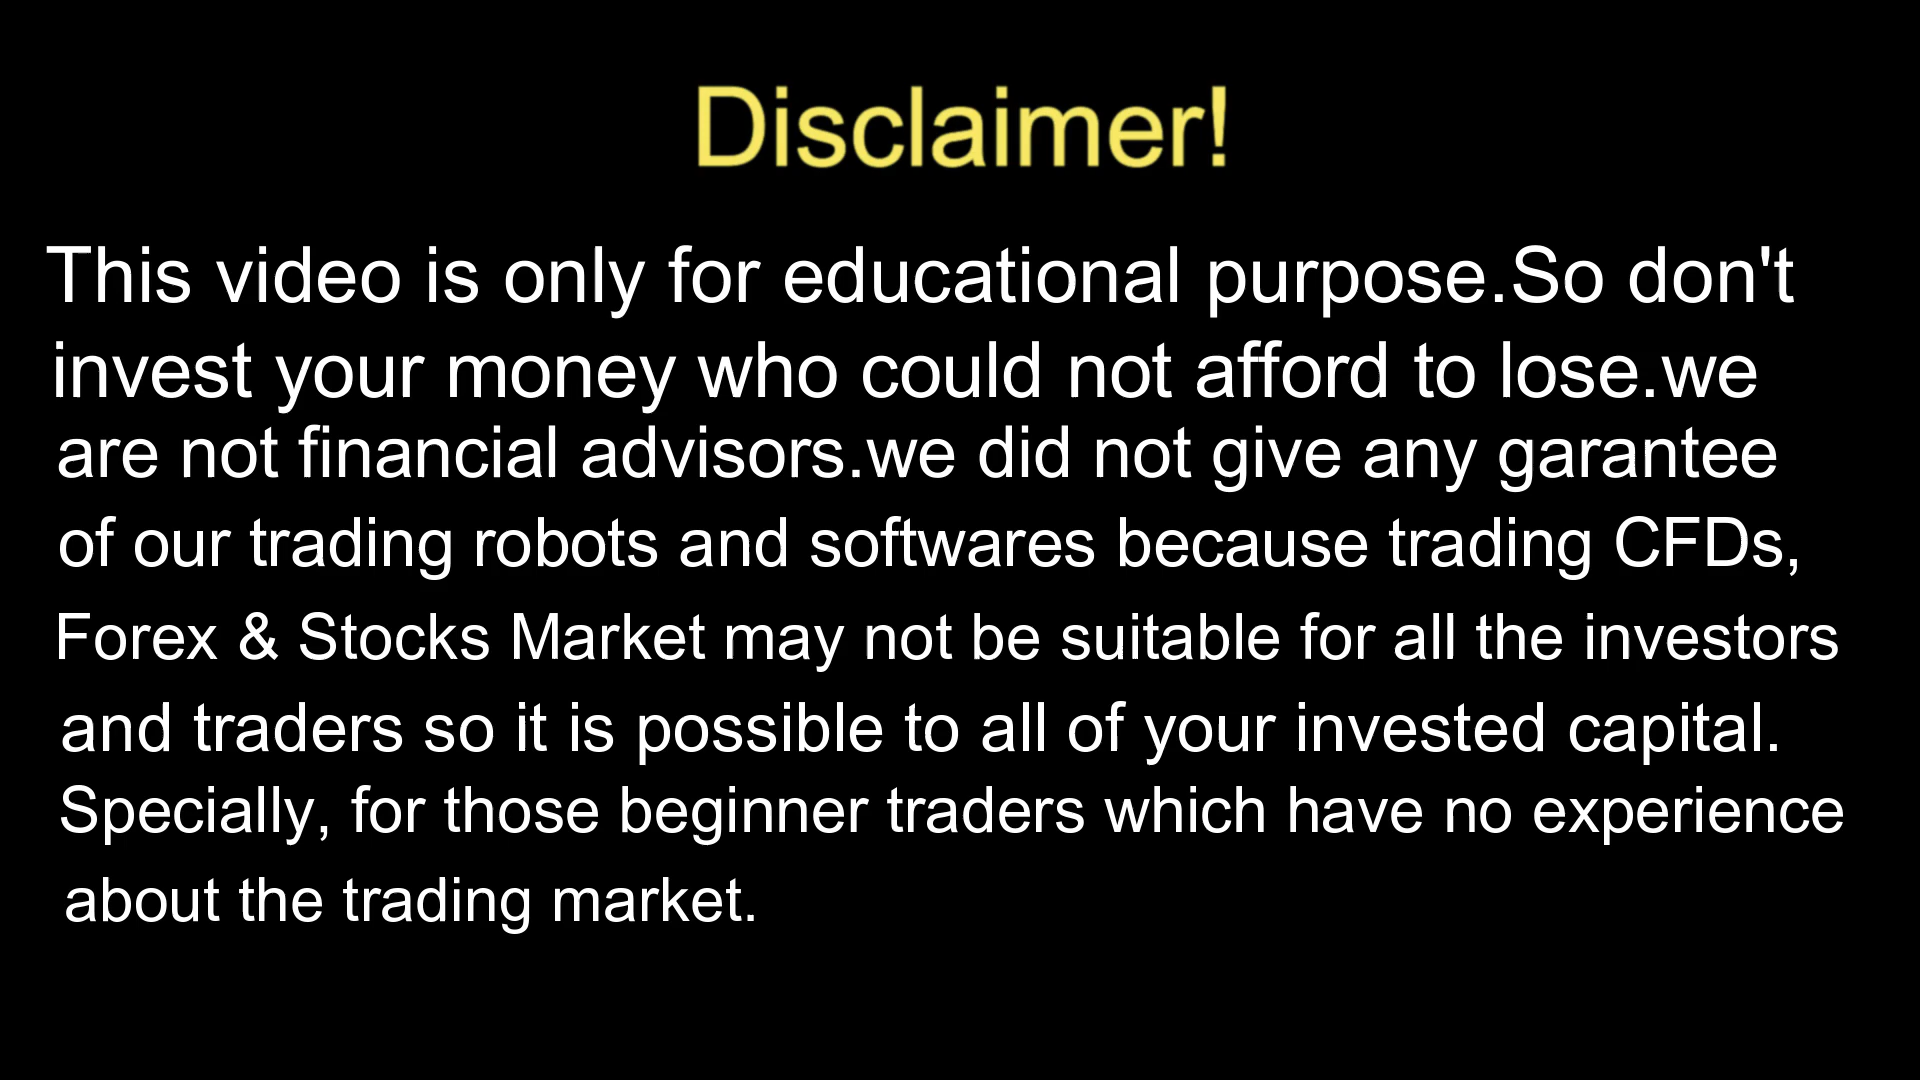 Disclaimer!
This video is only for educational purpose.So don't
invest your money who could not afford to lose.we
are not financial advisors.we did not give any garantee
of our trading robots and softwares because trading CFDs,
Forex & Stocks Market may not be suitable for all the investors
and traders so it is possible to all of your invested capital.
Specially, for those beginner traders which have no experience
about the trading market.